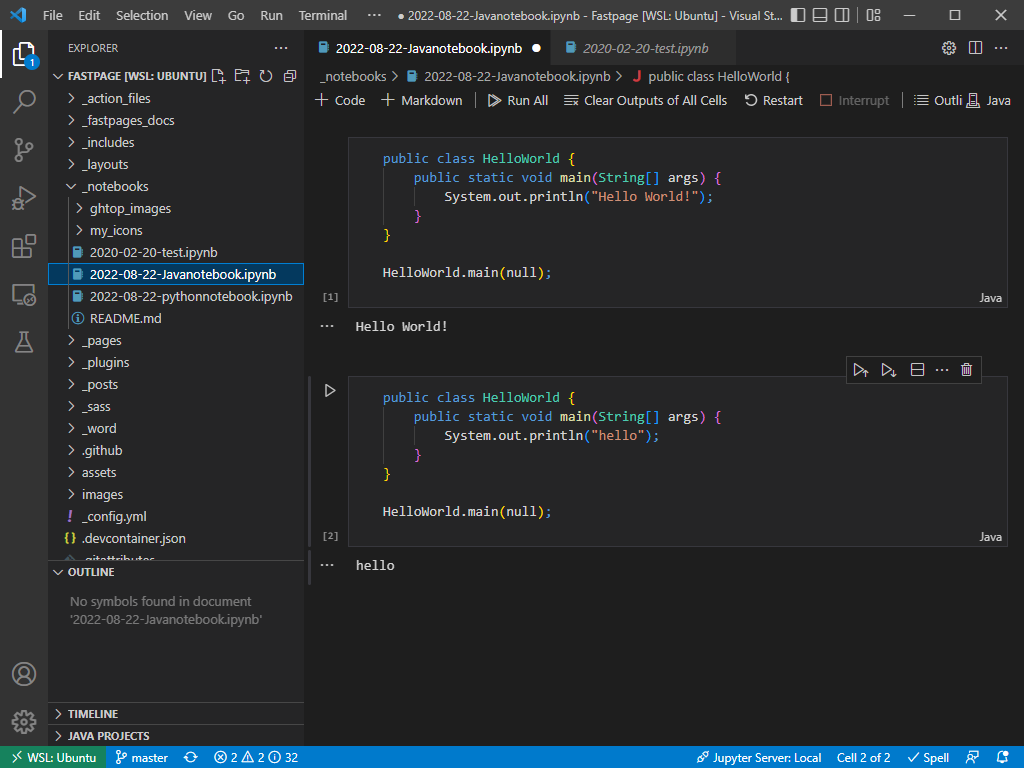 File Edit Selection View Go Run Terminal ··· ● 2022-08-22-Javanotebook.ipynb - Fastpage [WSL: Ubuntu] - Visual St...
EXPLORER
1
FASTPAGE [WSL: UBUNTU]
_action_files
_fastpages_docs
_includes
_layouts
_notebooks
ghtop_images
my_icons
2020-02-20-test.ipynb
2022-08-22-Javanotebook.ipynb
2022-08-22-pythonnotebook.ipynb
README.md
_pages
_plugins
_posts
_sass
_word
.github
assets
images
! _config.yml
{} .devcontainer.json
.gitattributes
OUTLINE
No symbols found in document
'2022-08-22-Javanotebook.ipynb'
TIMELINE
JAVA PROJECTS
2022-08-22-Javanotebook.ipynb ● 2020-02-20-test.ipynb
_notebooks > 2022-08-22-Javanotebook.ipynb > J public class HelloWorld {
+ Code + Markdown Run All Clear Outputs of All Cells Restart Interrupt Outli Java
public class HelloWorld {
public static void main(String[] args) {
System.out.println("Hello World!");
}
}
HelloWorld.main(null);
[1] Java
··· Hello World!
public class HelloWorld {
public static void main(String[] args) {
System.out.println("hello");
}
}
HelloWorld.main(null);
[2] Java
··· hello
WSL: Ubuntu master 2 2 32 Jupyter Server: Local Cell 2 of 2 Spell